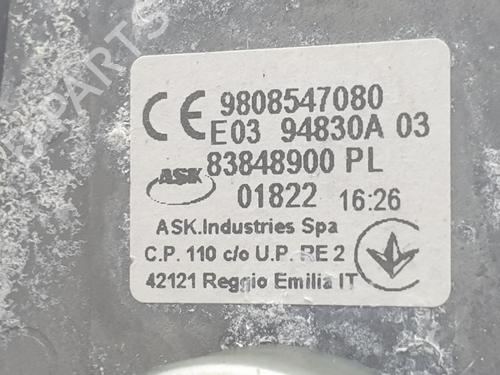 PARTS
CE 9808547080
E03 94830A 03
ASK 83848900 PL
01822 16:26
ASK.Industries Spa
C.P. 110 c/o U.P. RE 2
42121 Reggio Emilia IT